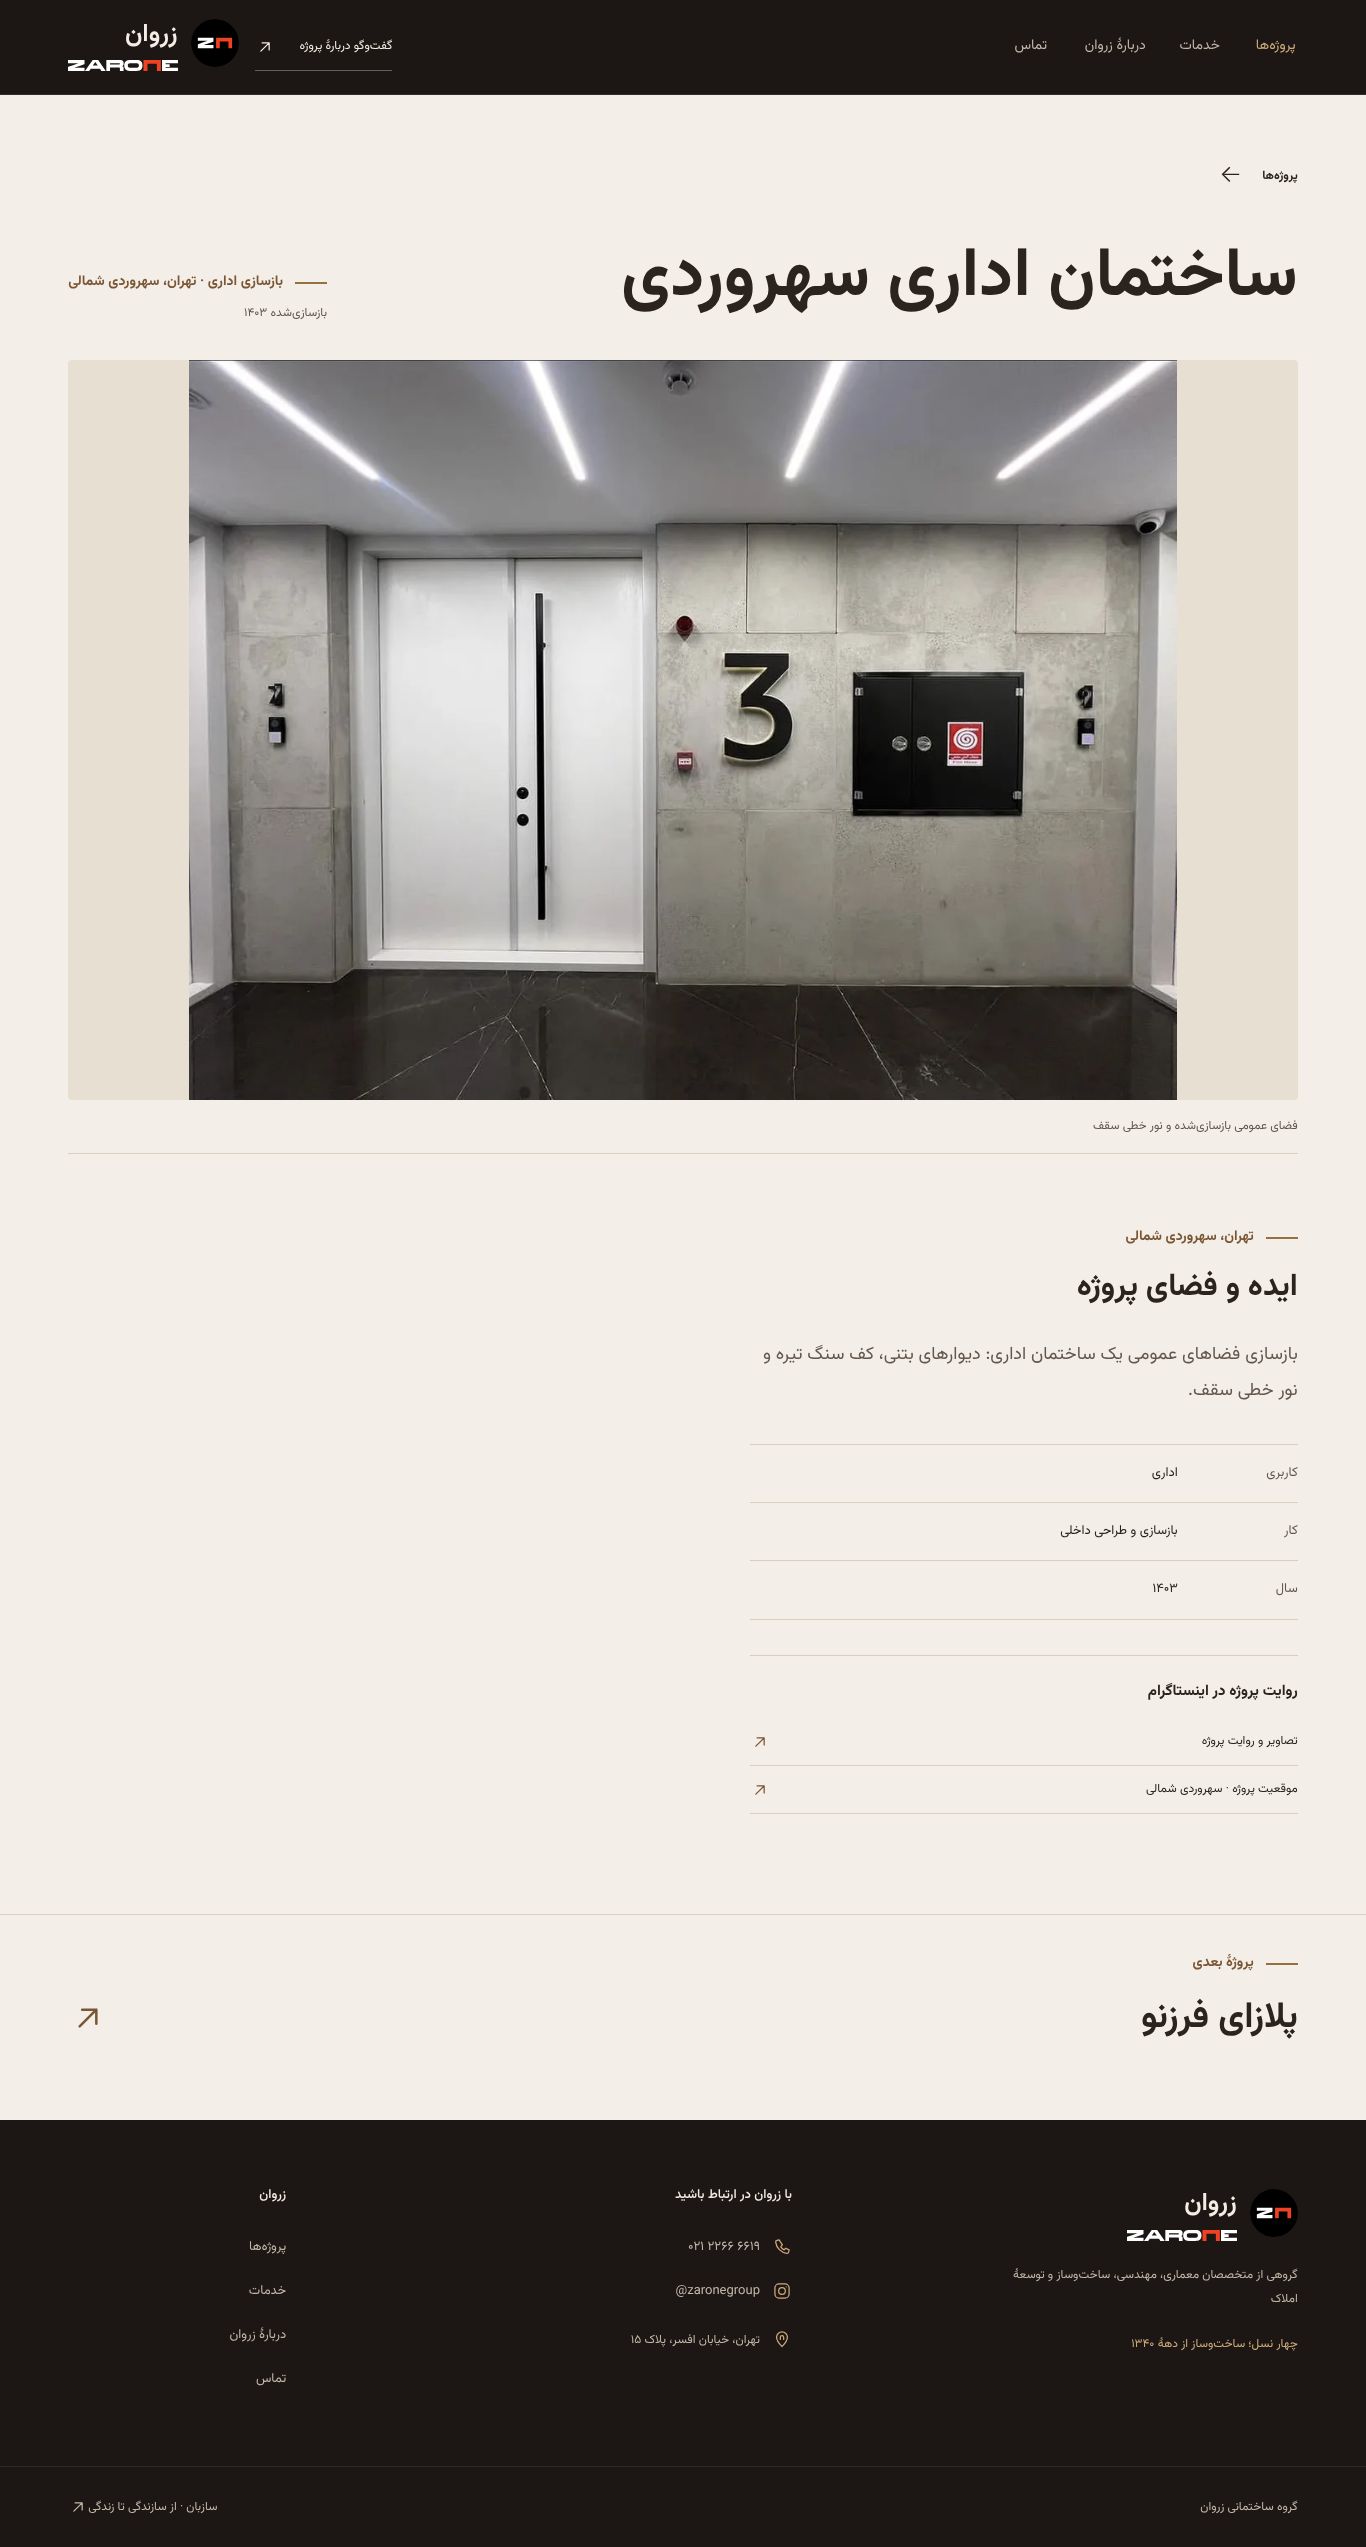 پروژه‌ها
خدمات
دربارهٔ زروان
تماس
گفت‌وگو دربارهٔ پروژه
zn
زروان
ZARONE
پروژه‌ها
ساختمان اداری سهروردی
بازسازی اداری · تهران، سهروردی شمالی
بازسازی‌شده ۱۴۰۳
3
فضای عمومی بازسازی‌شده و نور خطی سقف
تهران، سهروردی شمالی
ایده و فضای پروژه
بازسازی فضاهای عمومی یک ساختمان اداری: دیوارهای بتنی، کف سنگ تیره و
نور خطی سقف.
کاربری
اداری
کار
بازسازی و طراحی داخلی
سال
۱۴۰۳
روایت پروژه در اینستاگرام
تصاویر و روایت پروژه
موقعیت پروژه · سهروردی شمالی
پروژهٔ بعدی
پلازای فرزنو
zn
زروان
ZARONE
گروهی از متخصصان معماری، مهندسی، ساخت‌وساز و توسعهٔ
املاک
چهار نسل؛ ساخت‌وساز از دههٔ ۱۳۴۰
با زروان در ارتباط باشید
۰۲۱ ۲۲۶۶ ۶۶۱۹
@zaronegroup
تهران، خیابان افسر، پلاک ۱۵
زروان
پروژه‌ها
خدمات
دربارهٔ زروان
تماس
گروه ساختمانی زروان
سازبان · از سازندگی تا زندگی